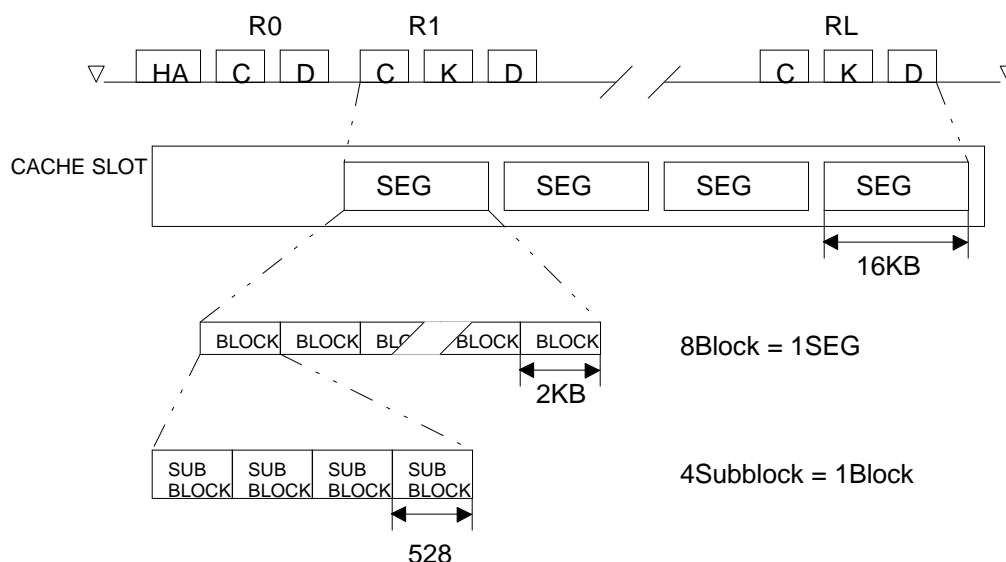 R0 R1 RL
HA C D C K D C K D
CACHE SLOT
SEG SEG SEG SEG
16KB
BLOCK BLOCK BLOCK BLOCK
8Block = 1SEG
2KB
SUB BLOCK SUB BLOCK SUB BLOCK SUB BLOCK
4Subblock = 1Block
528